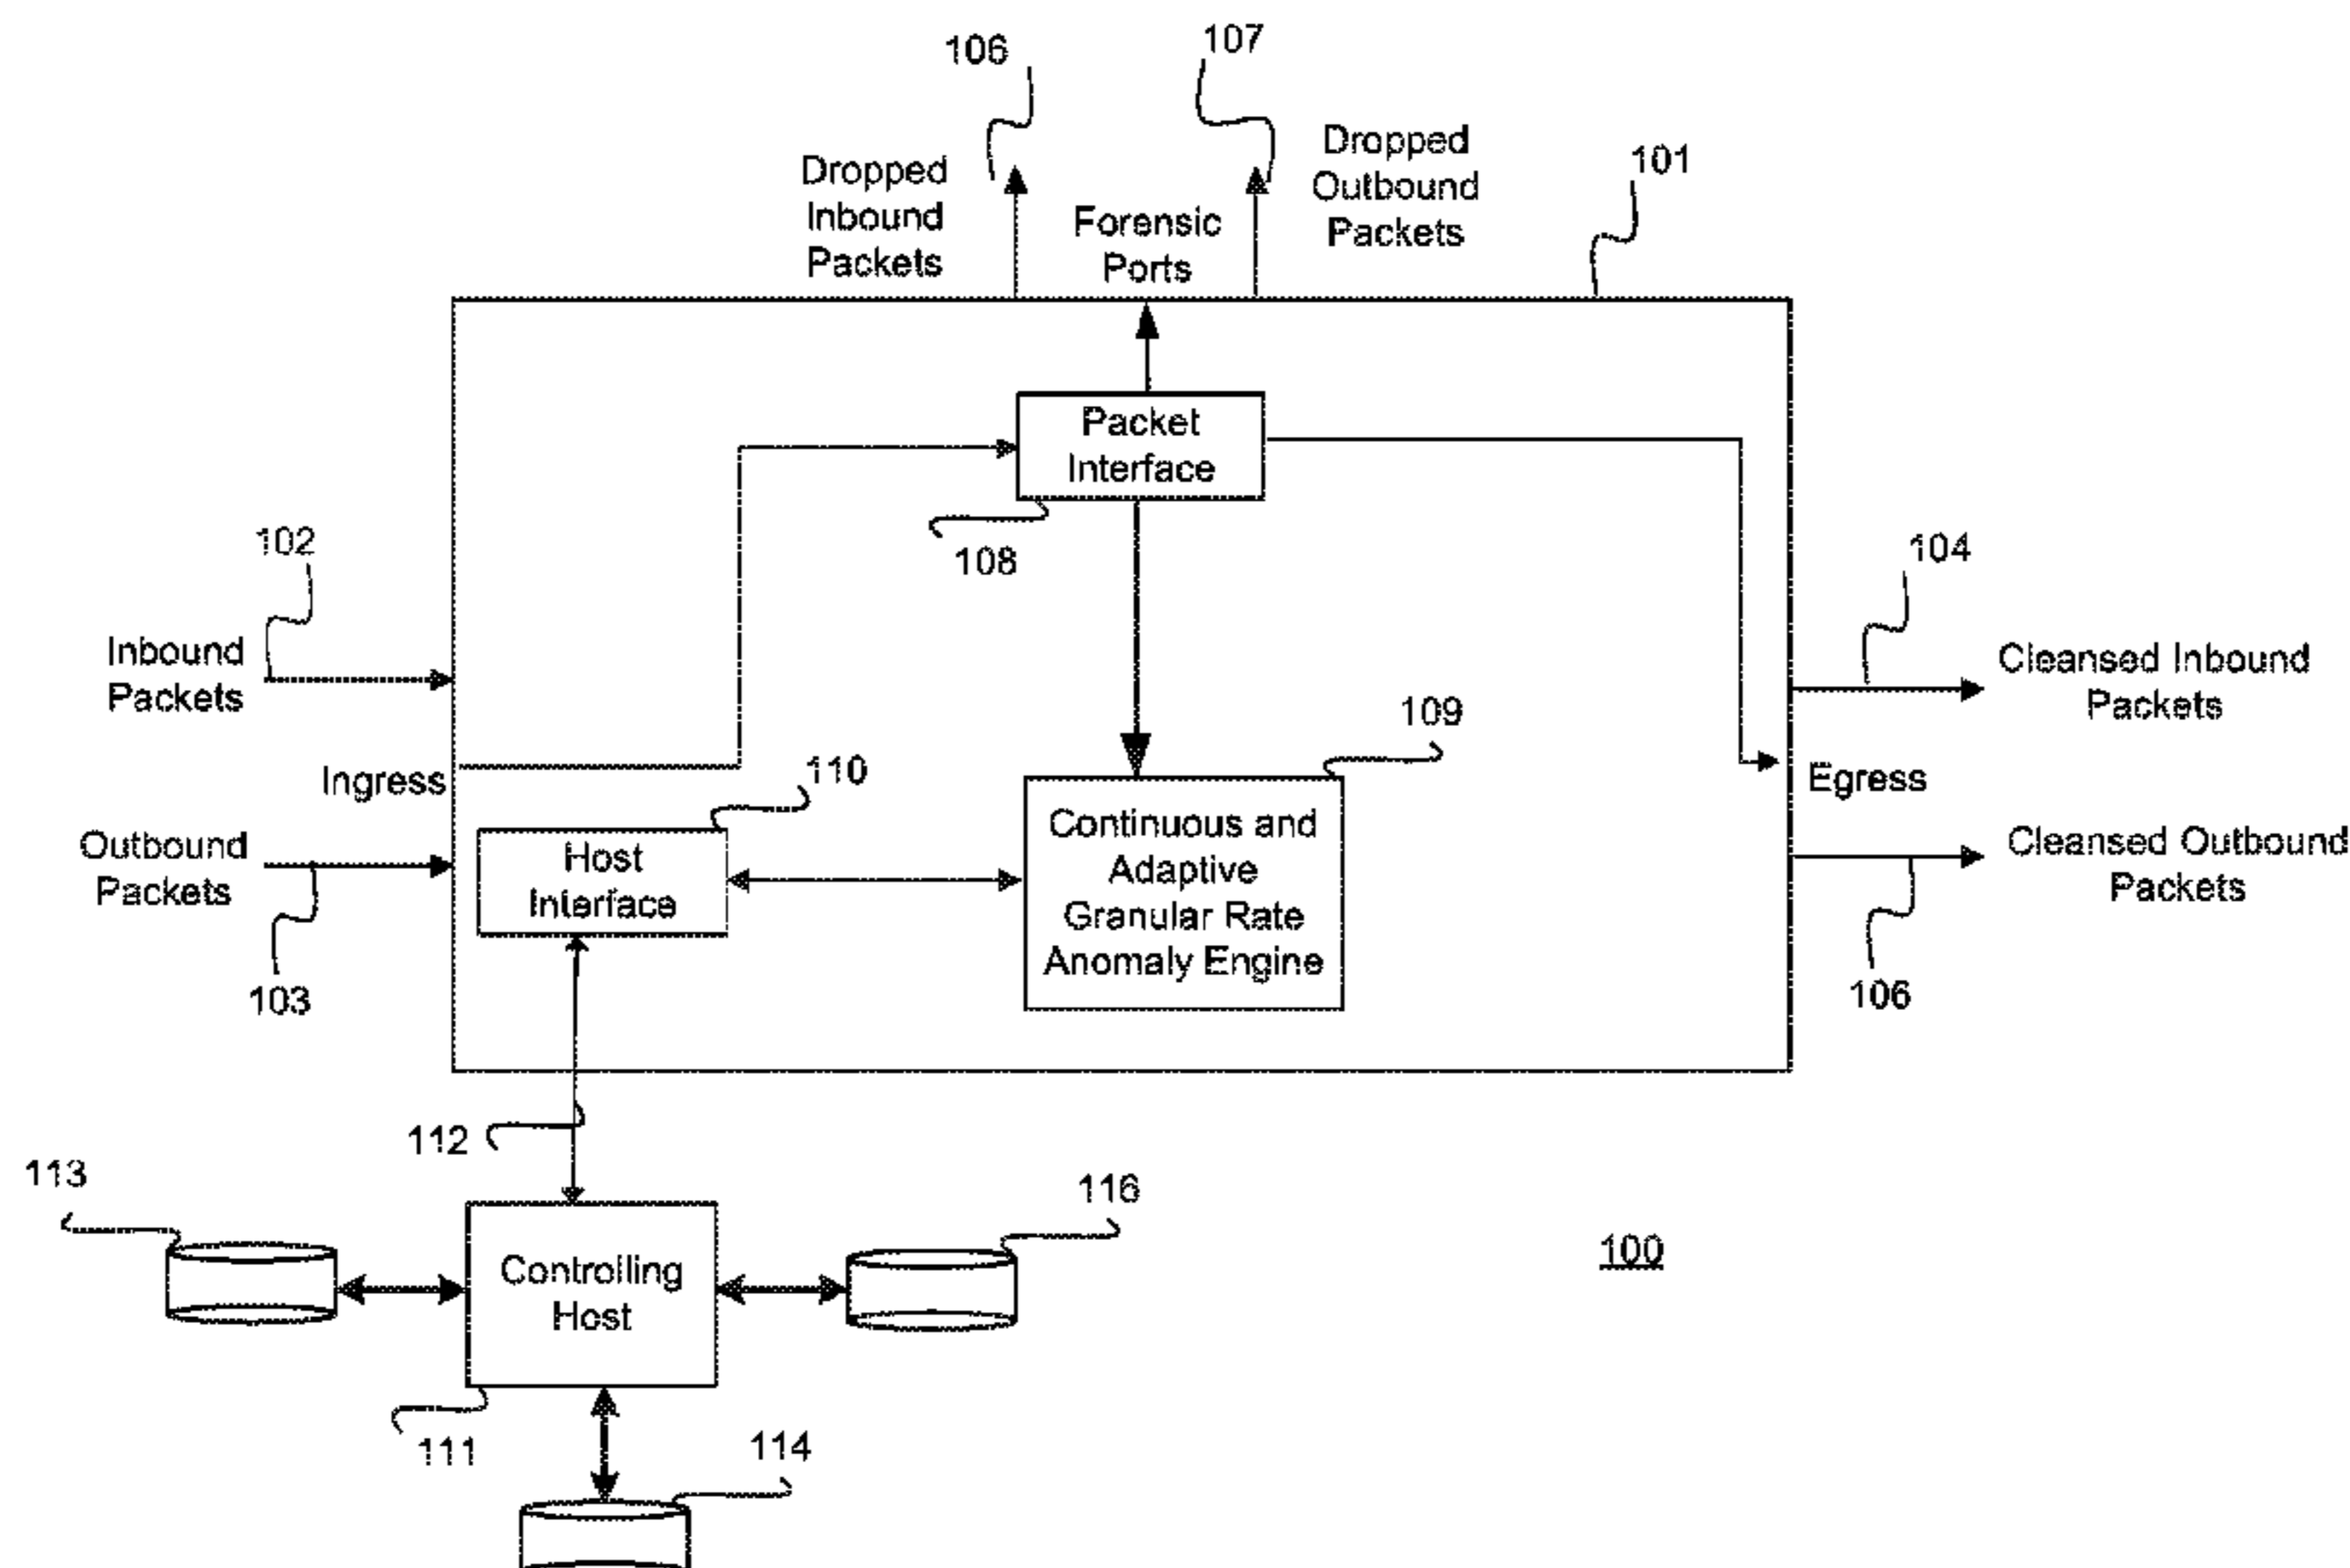 106
107
Dropped
Inbound
Packets
Forensic
Ports
Dropped
Outbound
Packets
101
Packet
Interface
108
102
Inbound
Packets
104
Cleansed Inbound
Packets
109
Ingress
110
Egress
Outbound
Packets
103
Host
Interface
Continuous and
Adaptive
Granular Rate
Anomaly Engine
Cleansed Outbound
Packets
106
112
113
116
Controlling
Host
100
111
114